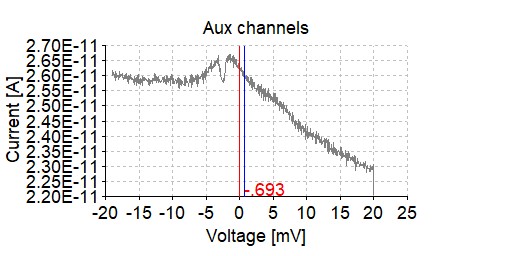 Aux channels
Current [A]
2.70E-11
2.65E-11
2.60E-11
2.55E-11
2.50E-11
2.45E-11
2.40E-11
2.35E-11
2.30E-11
2.25E-11
2.20E-11
-.693
-20 -15 -10 -5 0 5 10 15 20 25
Voltage [mV]